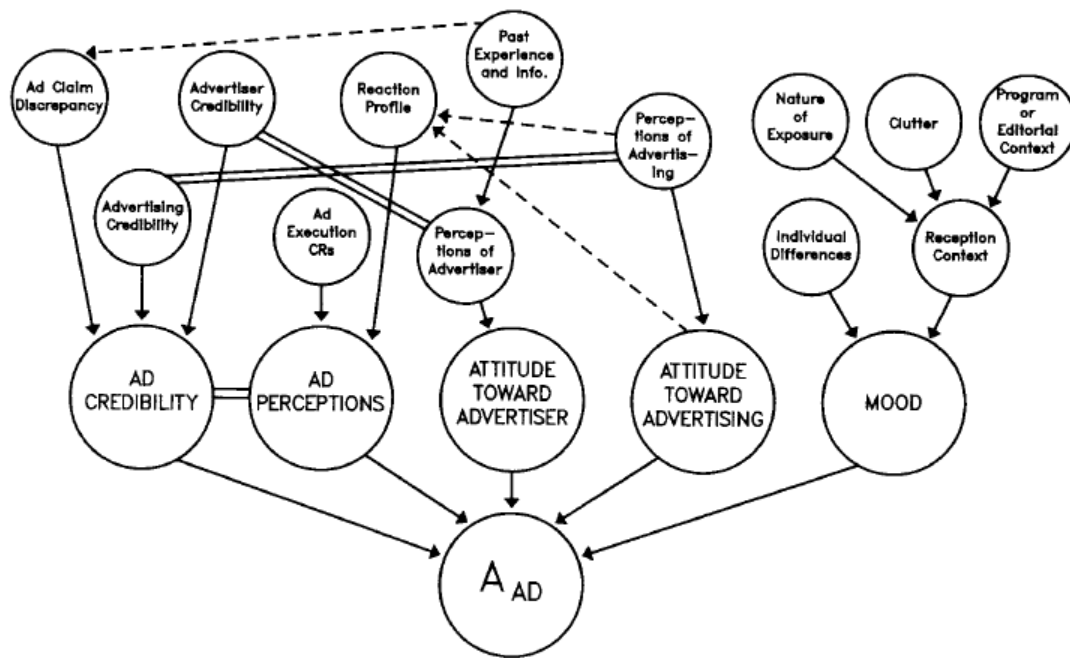 Past
Experience
and Info.
Ad Claim
Discrepancy
Advertiser
Credibility
Reaction
Profile
Percep-
tions of
Advertis-
ing
Nature
of
Exposure
Clutter
Program
or
Editorial
Context
Advertising
Credibility
Ad
Execution
CRs
Percep-
tions of
Advertiser
Individual
Differences
Reception
Context
AD
CREDIBILITY
AD
PERCEPTIONS
ATTITUDE
TOWARD
ADVERTISER
ATTITUDE
TOWARD
ADVERTISING
MOOD
A AD